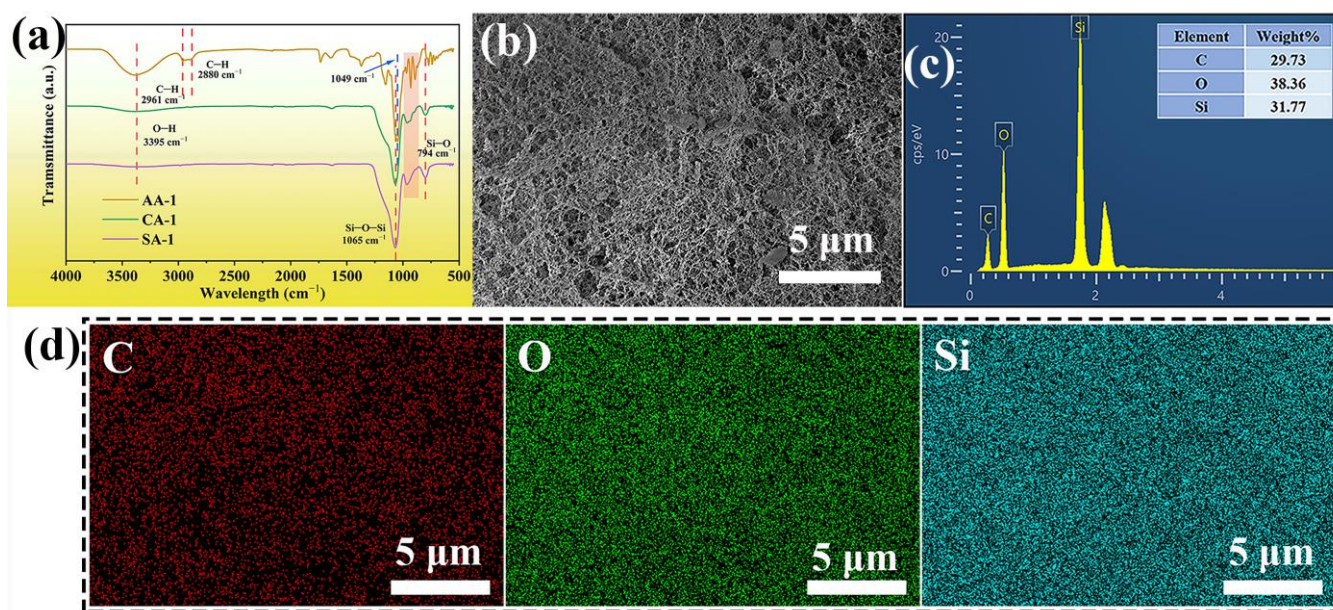 (a)
Tramsmittance (a.u.)
C—H
2880 cm⁻¹
C—H
2961 cm⁻¹
O—H
3395 cm⁻¹
1049 cm⁻¹
Si—O
794 cm⁻¹
Si—O—Si
1065 cm⁻¹
AA-1
CA-1
SA-1
4000 3500 3000 2500 2000 1500 1000 500
Wavelength (cm⁻¹)
(b)
5 μm
(c)
cps/eV
20
10
0
0 2 4
C
O
Si
Element Weight%
C 29.73
O 38.36
Si 31.77
(d)
C
5 μm
O
5 μm
Si
5 μm